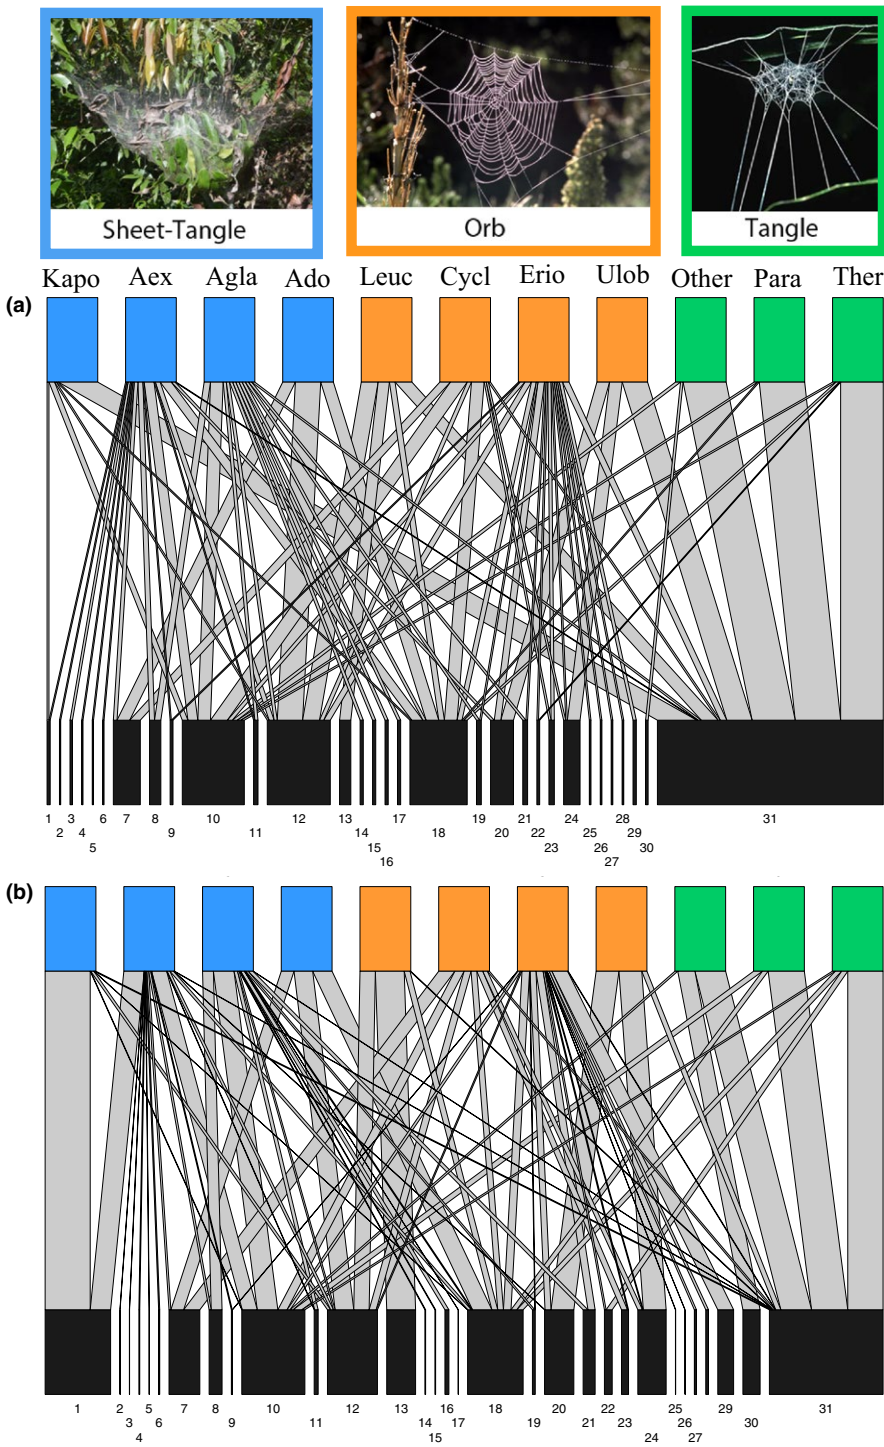 Sheet-Tangle Orb Tangle
Kapo Aex Agla Ado Leuc Cycl Erio Ulob Other Para Ther
(a)
1 3 6 7 8 10 12 13 17 19 21 24 28 31
2 4 9 11 14 18 20 22 25 29
5 15 23 26 30
16 27
(b)
1 2 5 7 8 10 12 13 16 18 20 22 25 29 31
3 6 9 11 14 17 19 21 23 26 30
4 15 24 27